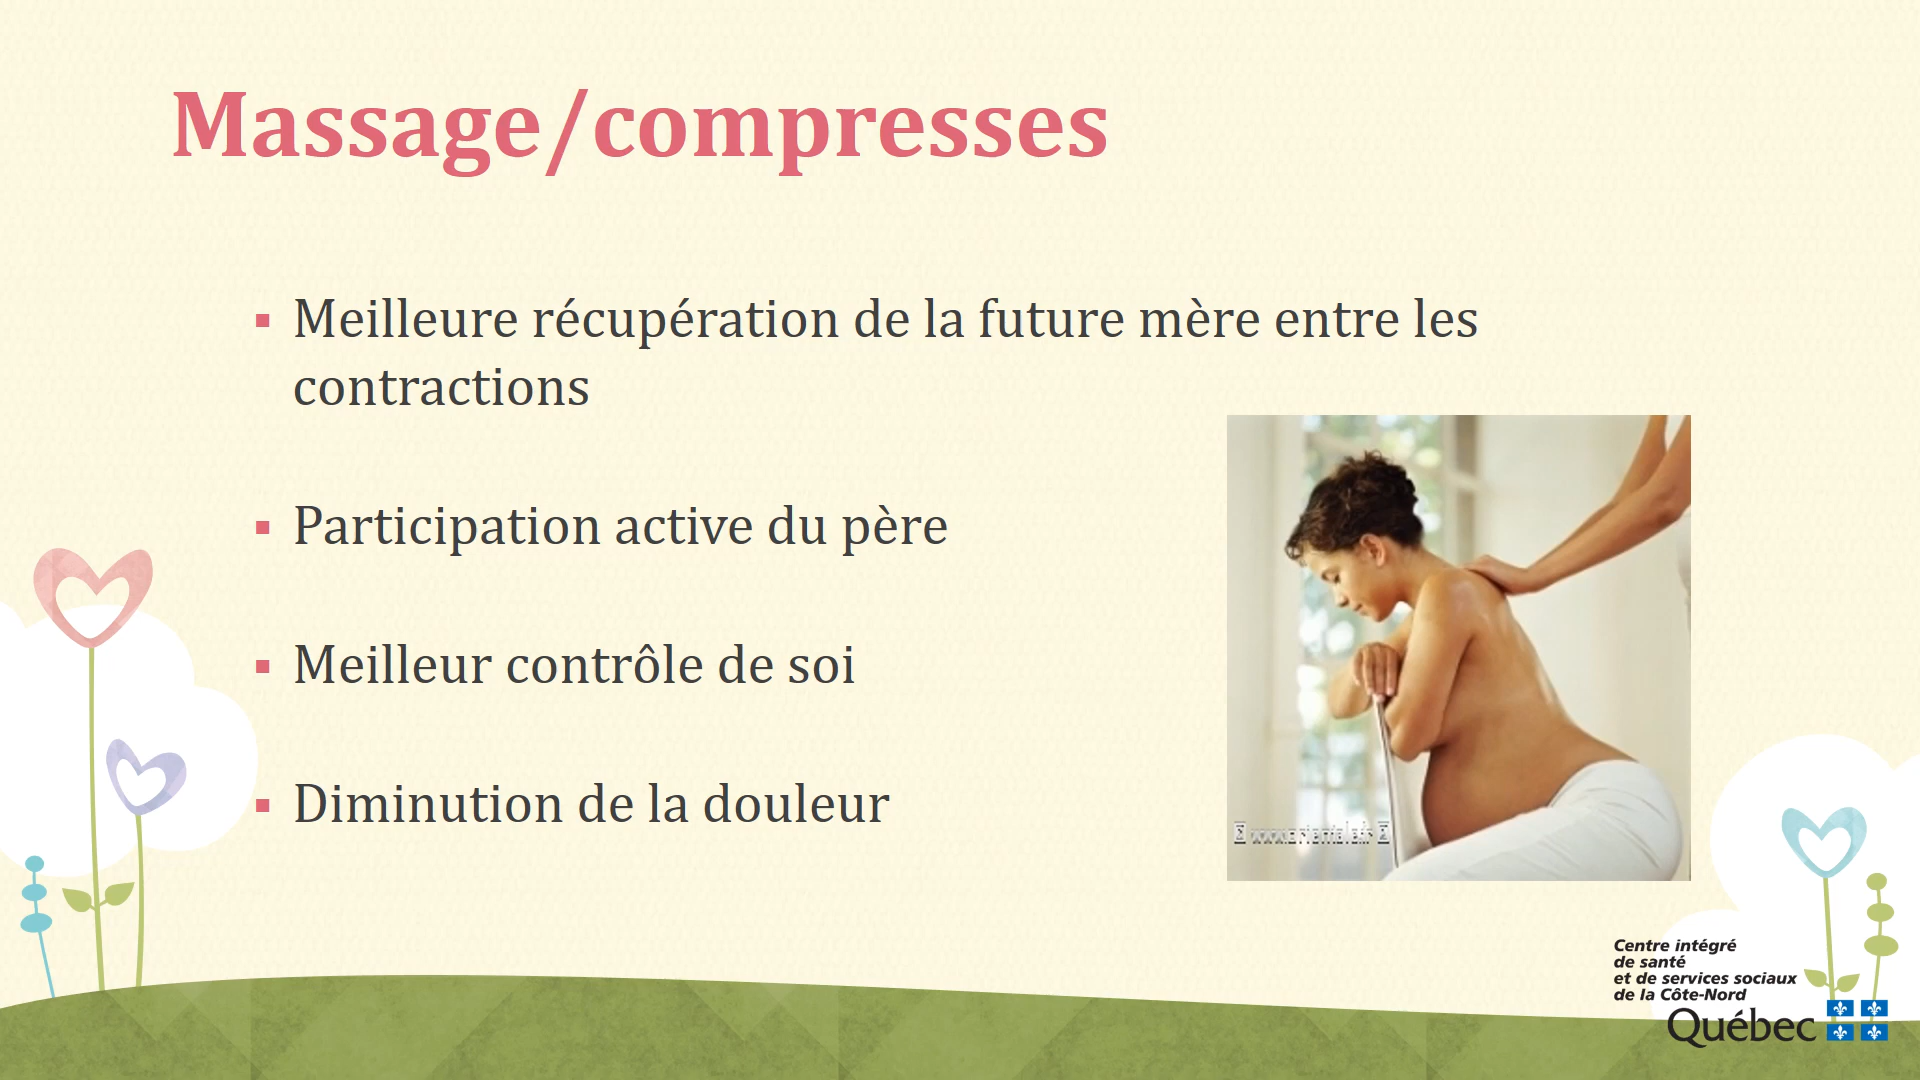 Massage/compresses
▪ Meilleure récupération de la future mère entre les
contractions
▪ Participation active du père
▪ Meilleur contrôle de soi
▪ Diminution de la douleur
Centre intégré
de santé
et de services sociaux
de la Côte-Nord
Québec